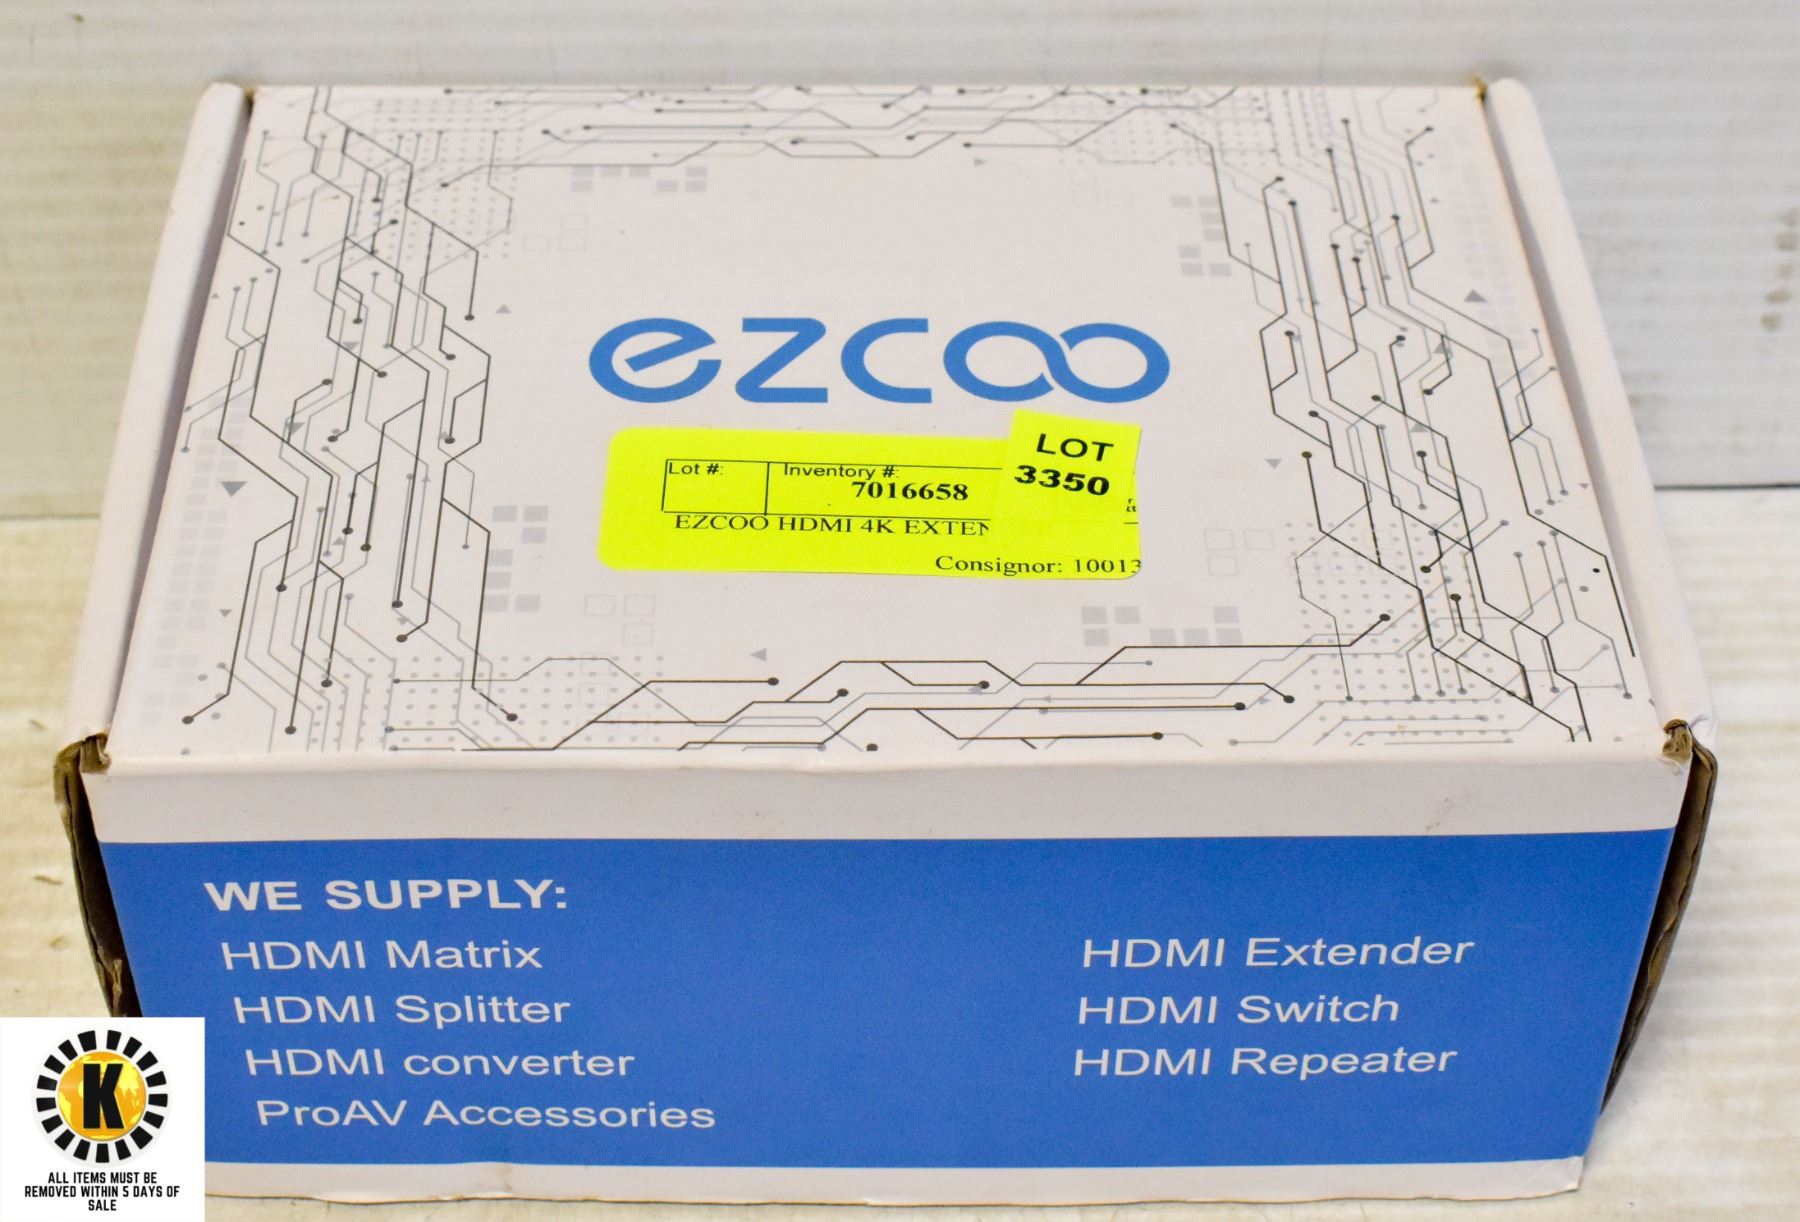 ezcoo
LOT
3350
Lot #:
Inventory #:
7016658
EZCOO HDMI 4K
Consignor: 10013
WE SUPPLY:
HDMI Matrix
HDMI Splitter
HDMI converter
ProAV Accessories
HDMI Extender
HDMI Switch
HDMI Repeater
K
ALL ITEMS MUST BE
REMOVED WITHIN 5 DAYS OF
SALE